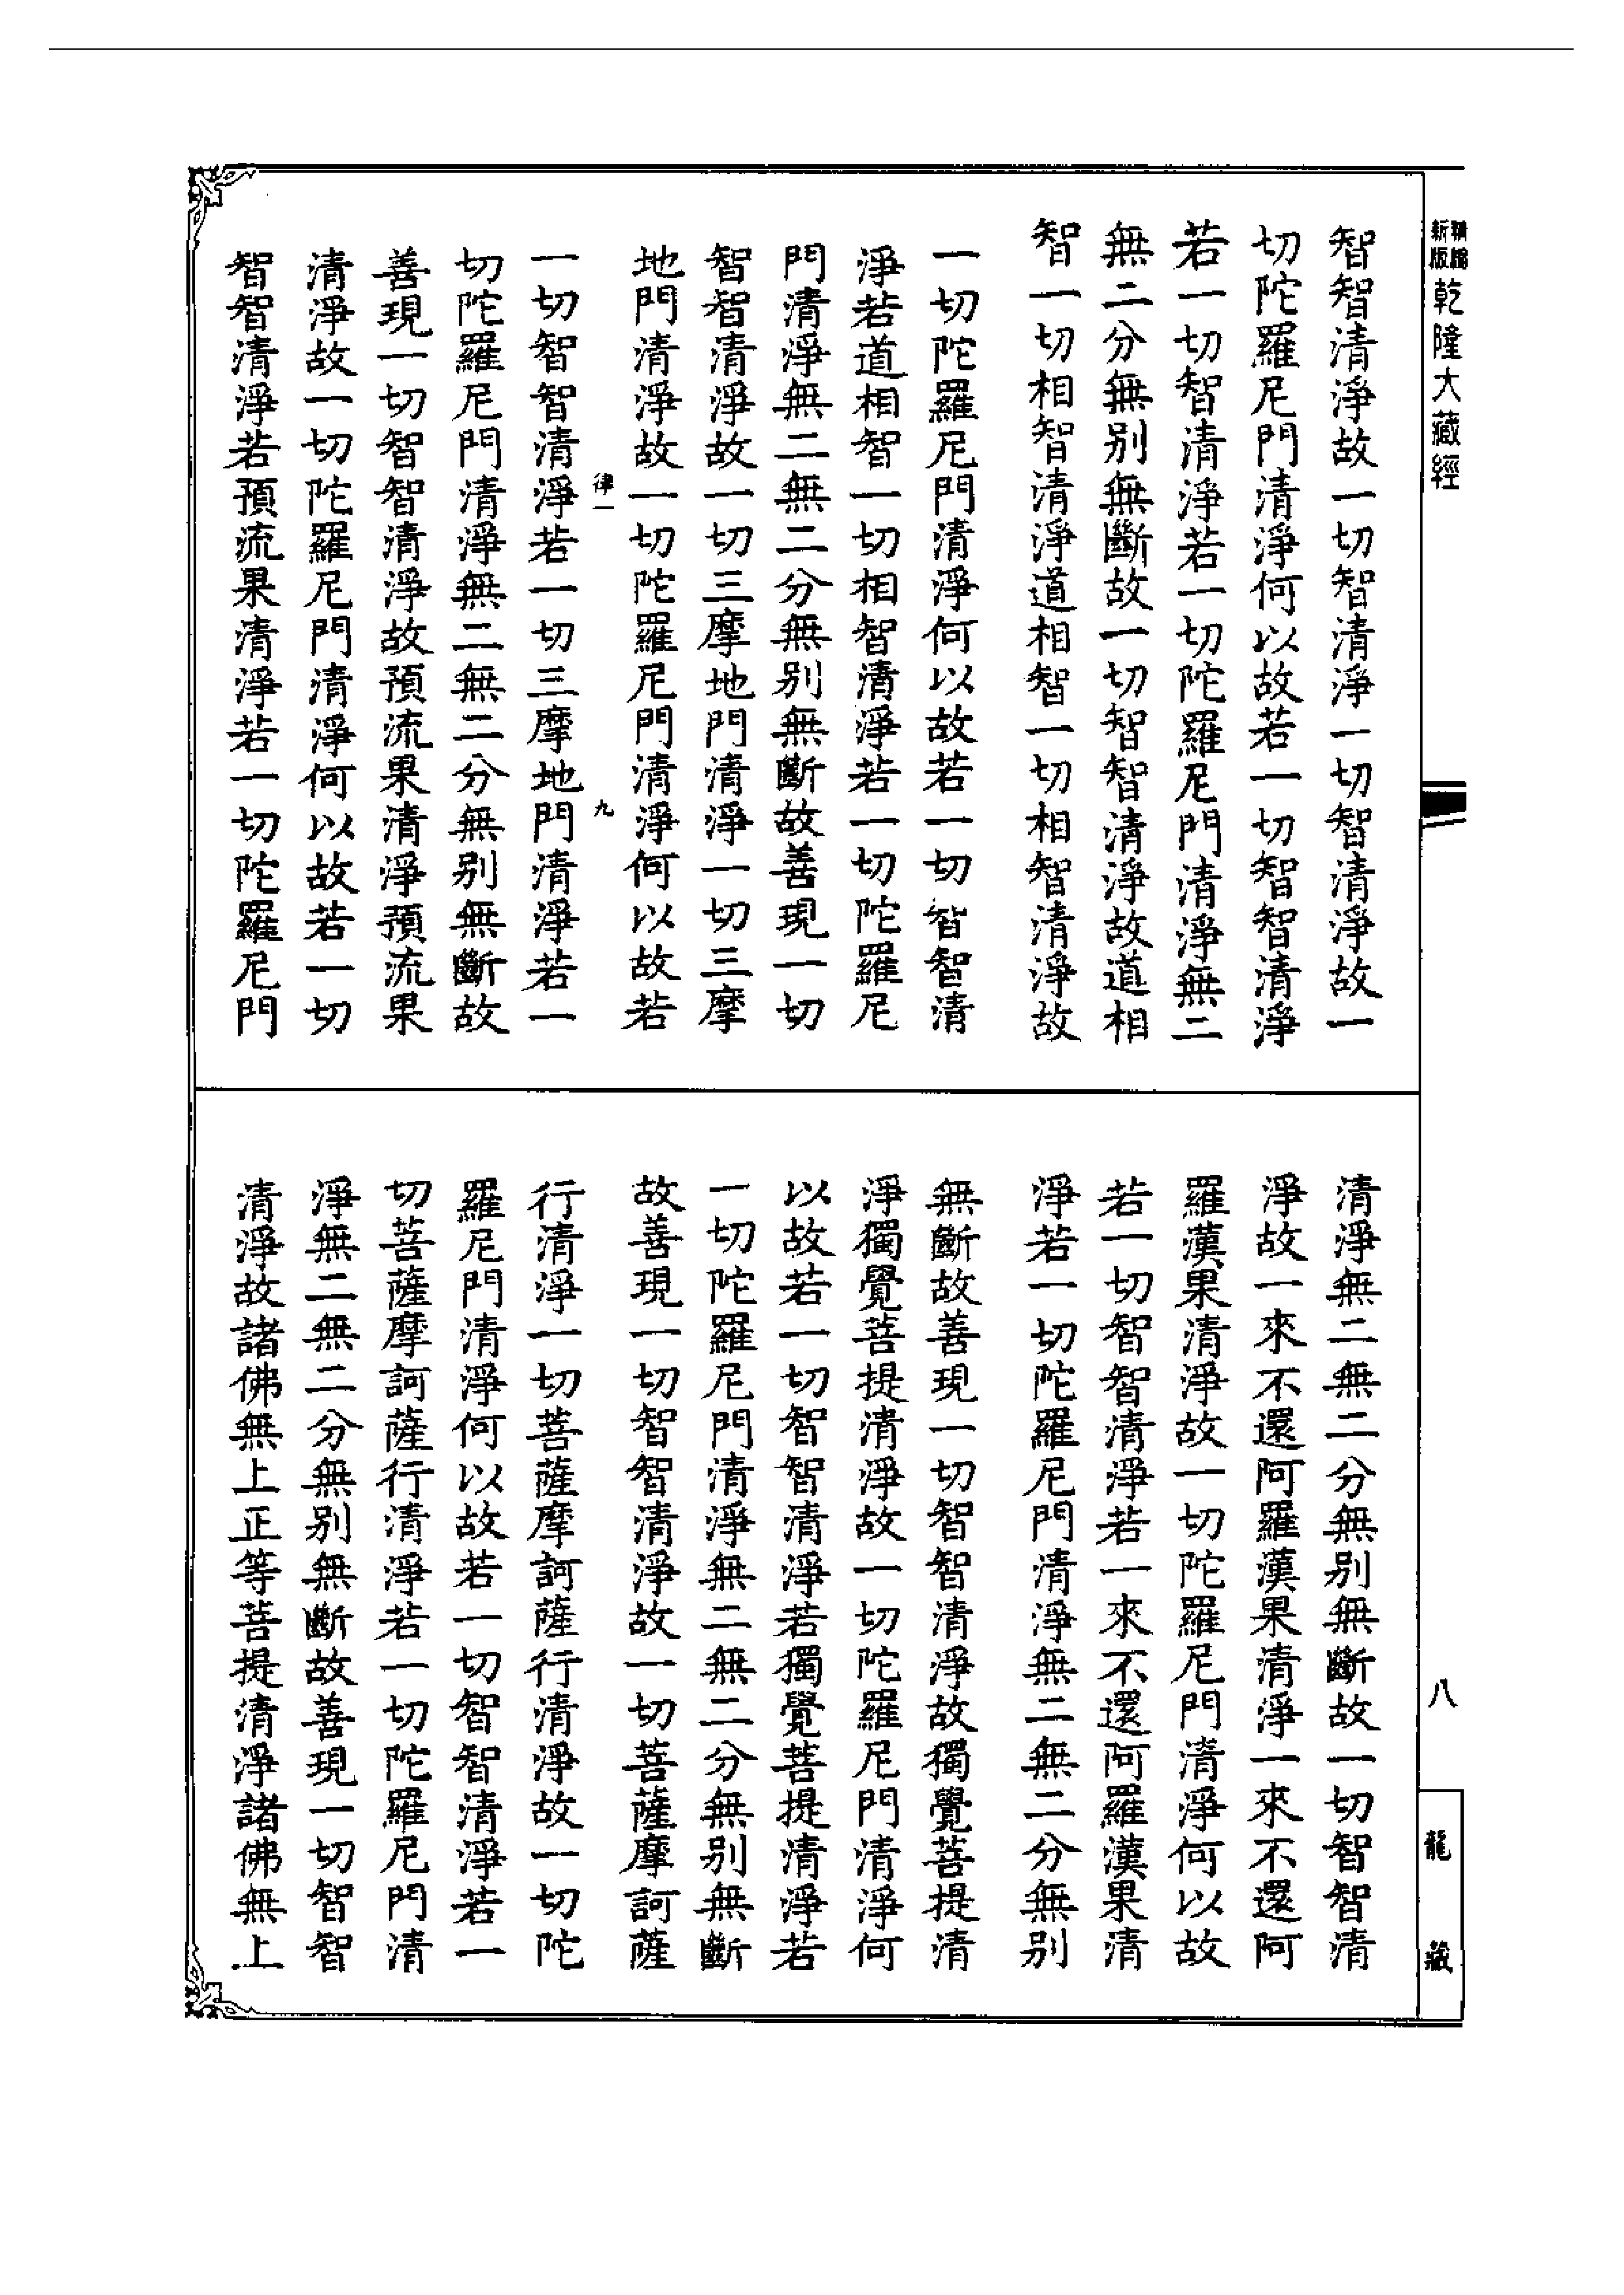 新版
乾隆大藏經
八
龍藏
智智清淨故一切智智清淨一切智清淨故一
切陀羅尼門清淨何以故若一切智智清淨
若一切智清淨若一切陀羅尼門清淨無二
無二分無別無斷故一切智智清淨故道相
智一切相智清淨道相智一切相智清淨故
一切陀羅尼門清淨何以故若一切智智清
淨若道相智一切相智清淨若一切陀羅尼
門清淨無二無二分無別無斷故善現一切
智智清淨故一切三摩地門清淨一切三摩
地門清淨故一切陀羅尼門清淨何以故若
律一
九
一切智智清淨若一切三摩地門清淨若一
切陀羅尼門清淨無二無二分無別無斷故
善現一切智智清淨故預流果清淨預流果
清淨故一切陀羅尼門清淨何以故若一切
智智清淨若預流果清淨若一切陀羅尼門
清淨無二無二分無別無斷故一切智智清
淨故一來不還阿羅漢果清淨一來不還阿
羅漢果清淨故一切陀羅尼門清淨何以故
若一切智智清淨若一來不還阿羅漢果清
淨若一切陀羅尼門清淨無二無二分無別
無斷故善現一切智智清淨故獨覺菩提清
淨獨覺菩提清淨故一切陀羅尼門清淨何
以故若一切智智清淨若獨覺菩提清淨若
一切陀羅尼門清淨無二無二分無別無斷
故善現一切智智清淨故一切菩薩摩訶薩
行清淨一切菩薩摩訶薩行清淨故一切陀
羅尼門清淨何以故若一切智智清淨若一
切菩薩摩訶薩行清淨若一切陀羅尼門清
淨無二無二分無別無斷故善現一切智智
清淨故諸佛無上正等菩提清淨諸佛無上